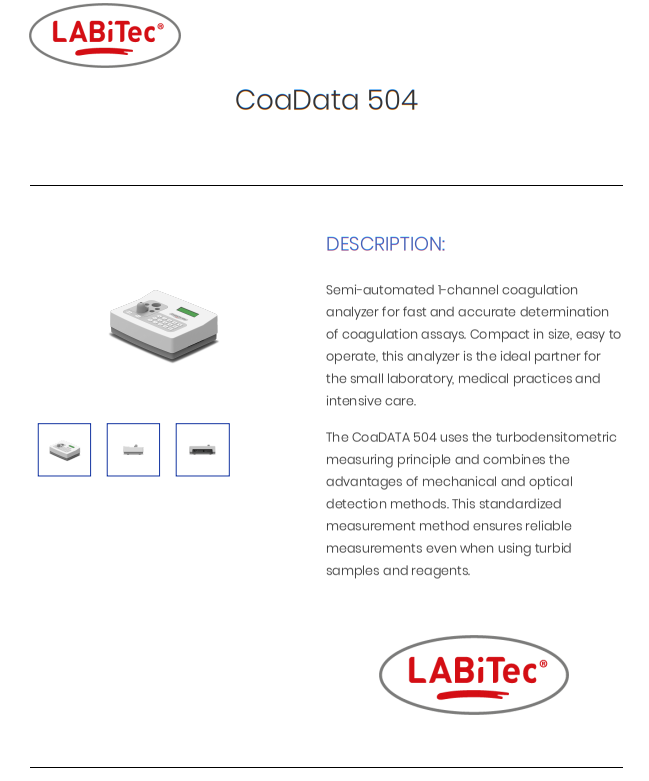 LABiTec®
CoaData 504
DESCRIPTION:
Semi-automated 1-channel coagulation
analyzer for fast and accurate determination
of coagulation assays. Compact in size, easy to
operate, this analyzer is the ideal partner for
the small laboratory, medical practices and
intensive care.
The CoaDATA 504 uses the turbodensitometric
measuring principle and combines the
advantages of mechanical and optical
detection methods. This standardized
measurement method ensures reliable
measurements even when using turbid
samples and reagents.
LABiTec®